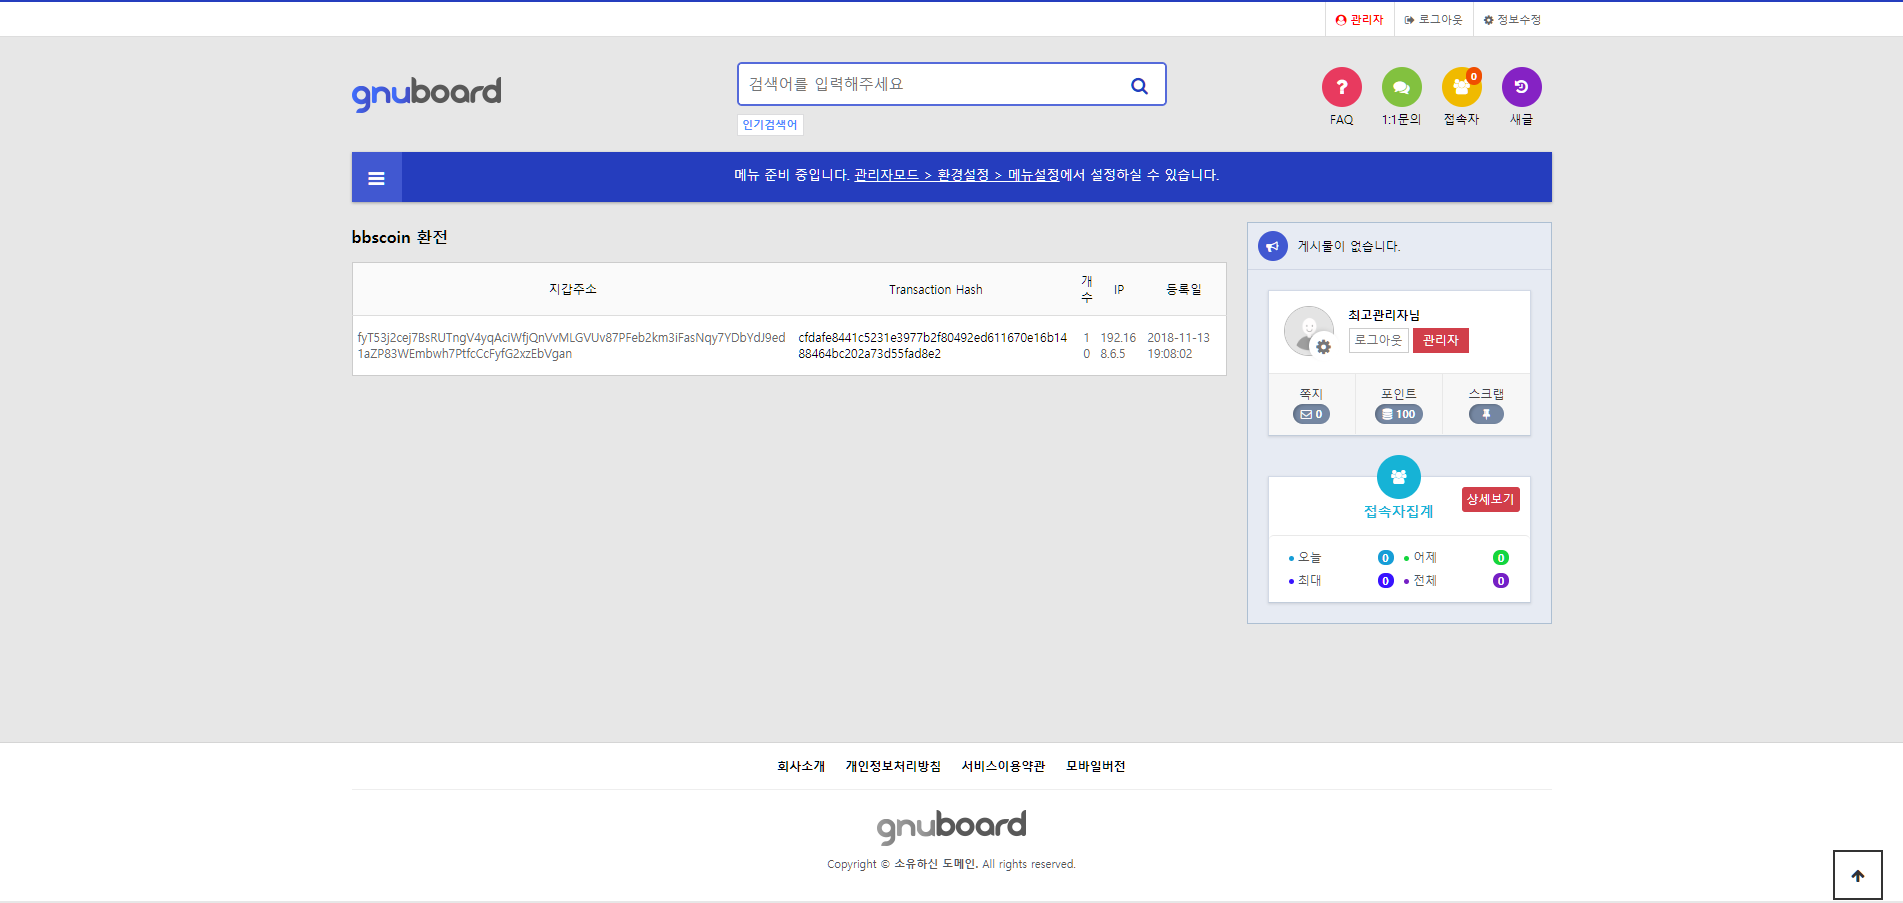 관리자
로그아웃
정보수정
gnuboard
검색어를 입력해주세요
인기검색어
FAQ
1:1문의
0
접속자
새글
메뉴 준비 중입니다. 관리자모드 > 환경설정 > 메뉴설정에서 설정하실 수 있습니다.
bbscoin 환전
지갑주소
Transaction Hash
개
수
IP
등록일
fyT53j2cej7BsRUTngV4yqAciWfjQnVvMLGVUv87PFeb2km3iFasNqy7YDbYdJ9ed
1aZP83WEmbwh7PtfcCcFyfG2xzEbVgan
cfdafe8441c5231e3977b2f80492ed611670e16b14
88464bc202a73d55fad8e2
1
0
192.16
8.6.5
2018-11-13
19:08:02
게시물이 없습니다.
최고관리자님
로그아웃
관리자
쪽지
0
포인트
100
스크랩
접속자집계
상세보기
오늘 0
어제 0
최대 0
전체 0
회사소개 개인정보처리방침 서비스이용약관 모바일버전
gnuboard
Copyright © 소유하신 도메인. All rights reserved.